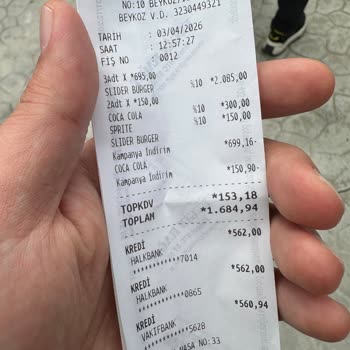 NO:10 BEYKOZ/
BEYKOZ V.D. 3230449321
TARİH : 03/04/2026
SAAT : 12:57:27
FİŞ NO : 0012
3Adt X *695,00
SLIDER BURGER %10 *2.085,00
2Adt X *150,00
COCA COLA %10 *300,00
SPRITE %10 *150,00
SLIDER BURGER
Kampanya İndirim *699,16-
COCA COLA
Kampanya İndirim *150,90-
TOPKDV *153,18
TOPLAM *1.684,94
KREDİ *562,00
HALKBANK
************7014
KREDİ *562,00
HALKBANK
************0865
KREDİ *560,94
VAKIFBANK
************5628
MASA NO:33